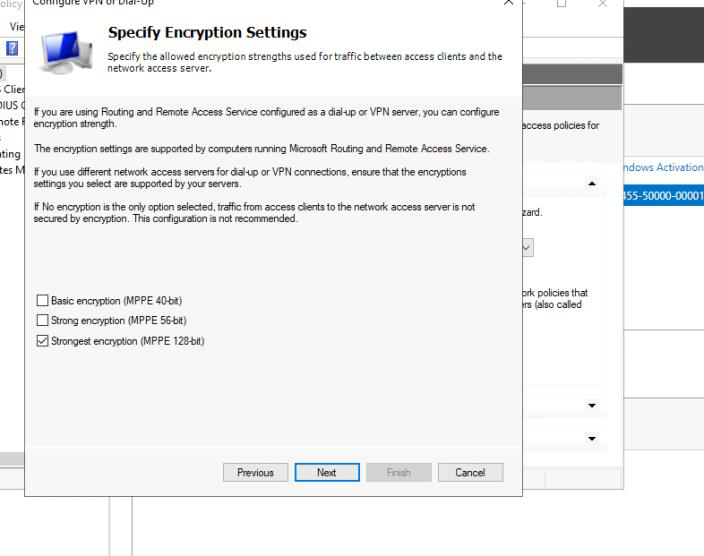 Configure VPN or Dial-Up
olicy
Vie
Specify Encryption Settings
Specify the allowed encryption strengths used for traffic between access clients and the
network access server.
If you are using Routing and Remote Access Service configured as a dial-up or VPN server, you can configure
encryption strength.
The encryption settings are supported by computers running Microsoft Routing and Remote Access Service.
If you use different network access servers for dial-up or VPN connections, ensure that the encryptions
settings you select are supported by your servers.
If No encryption is the only option selected, traffic from access clients to the network access server is not
secured by encryption. This configuration is not recommended.
Basic encryption (MPPE 40-bit)
Strong encryption (MPPE 56-bit)
Strongest encryption (MPPE 128-bit)
Previous
Next
Finish
Cancel
)
Clien
DIUS C
mote R
s
ating
tes M
access policies for
zard.
ork policies that
ers (also called
ndows Activation
455-50000-00001